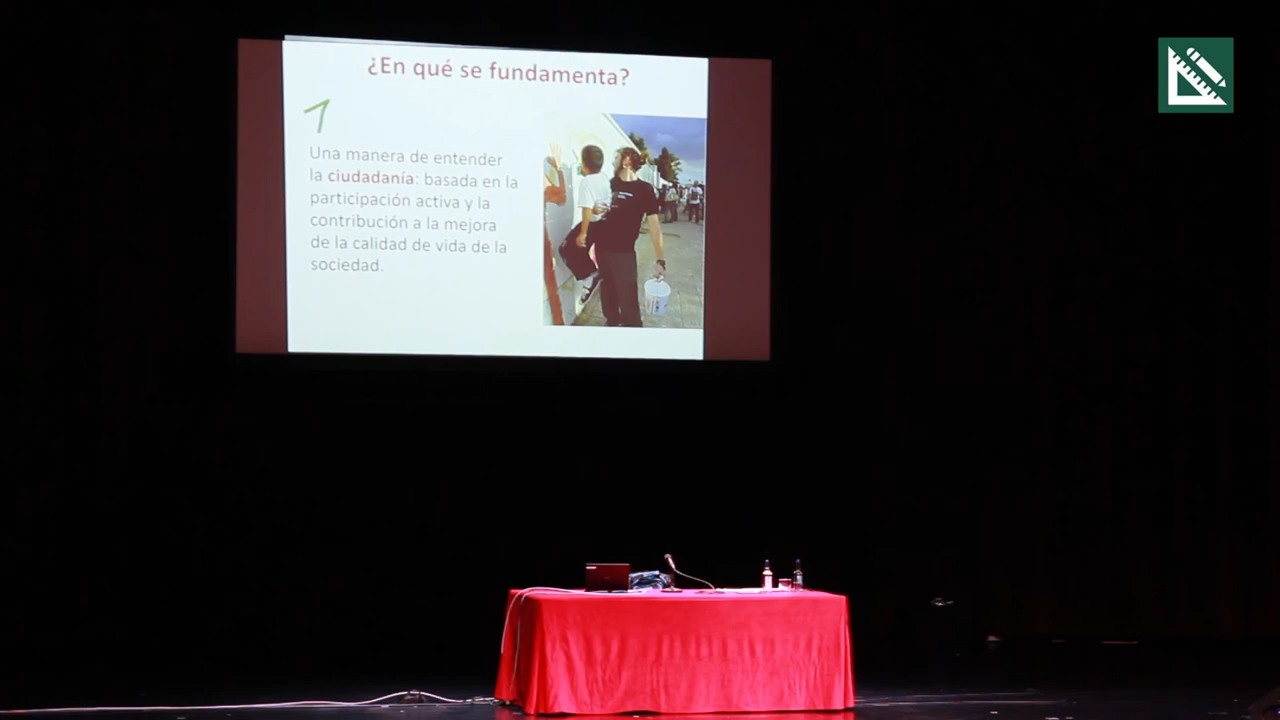 ¿En qué se fundamenta?
1
Una manera de entender
la ciudadanía: basada en la
participación activa y la
contribución a la mejora
de la calidad de vida de la
sociedad.